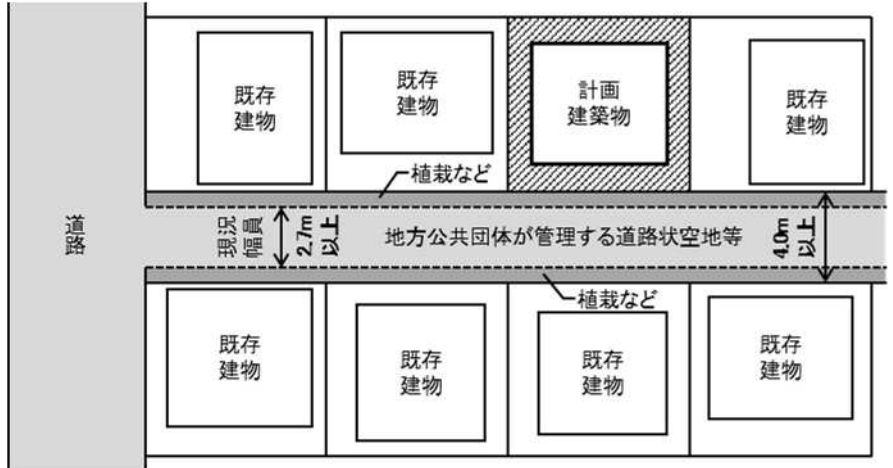 既存
建物
既存
建物
計画
建築物
既存
建物
植栽など
道路
現況
幅員
2.7m
以上
地方公共団体が管理する道路状空地等
4.0m
以上
植栽など
既存
建物
既存
建物
既存
建物
既存
建物